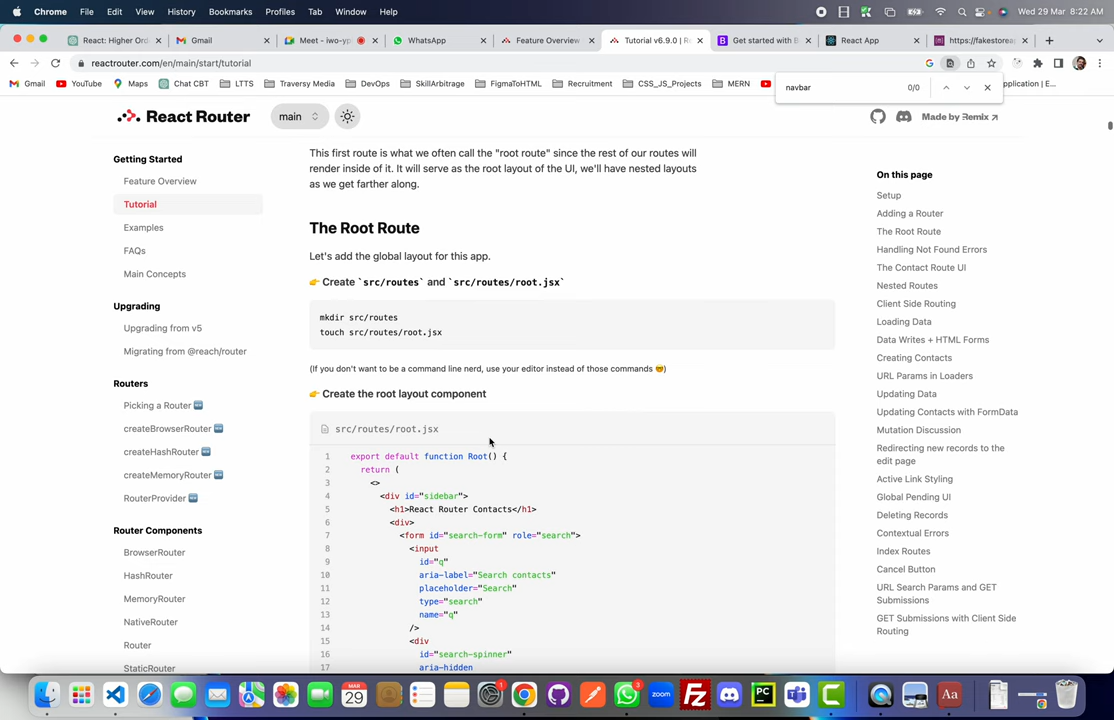 Chrome File Edit View History Bookmarks Profiles Tab Window Help Wed 29 Mar 8:22 AM
React: Higher Ord Gmail Meet - iwo-yp WhatsApp Feature Overview Tutorial v6.9.0 | Re Get started with B React App https://fakestorea
reactrouter.com/en/main/start/tutorial
Gmail YouTube Maps Chat CBT LTTS Traversy Media DevOps SkillArbitrage FigmaToHTML Recruitment CSS_JS_Projects MERN plication | E...
navbar 0/0
React Router main Made by Remix
Getting Started
Feature Overview
Tutorial
Examples
FAQs
Main Concepts
Upgrading
Upgrading from v5
Migrating from @reach/router
Routers
Picking a Router
createBrowserRouter
createHashRouter
createMemoryRouter
RouterProvider
Router Components
BrowserRouter
HashRouter
MemoryRouter
NativeRouter
Router
StaticRouter
This first route is what we often call the "root route" since the rest of our routes will
render inside of it. It will serve as the root layout of the UI, we'll have nested layouts
as we get farther along.
The Root Route
Let's add the global layout for this app.
👉 Create `src/routes` and `src/routes/root.jsx`
mkdir src/routes
touch src/routes/root.jsx
(If you don't want to be a command line nerd, use your editor instead of those commands 🤓)
👉 Create the root layout component
src/routes/root.jsx
1 export default function Root() {
2 return (
3 <>
4 <div id="sidebar">
5 <h1>React Router Contacts</h1>
6 <div>
7 <form id="search-form" role="search">
8 <input
9 id="q"
10 aria-label="Search contacts"
11 placeholder="Search"
12 type="search"
13 name="q"
14 />
15 <div
16 id="search-spinner"
17 aria-hidden
On this page
Setup
Adding a Router
The Root Route
Handling Not Found Errors
The Contact Route UI
Nested Routes
Client Side Routing
Loading Data
Data Writes + HTML Forms
Creating Contacts
URL Params in Loaders
Updating Data
Updating Contacts with FormData
Mutation Discussion
Redirecting new records to the
edit page
Active Link Styling
Global Pending UI
Deleting Records
Contextual Errors
Index Routes
Cancel Button
URL Search Params and GET
Submissions
GET Submissions with Client Side
Routing
MAR
29 1 3 zoom Fz PC Aa